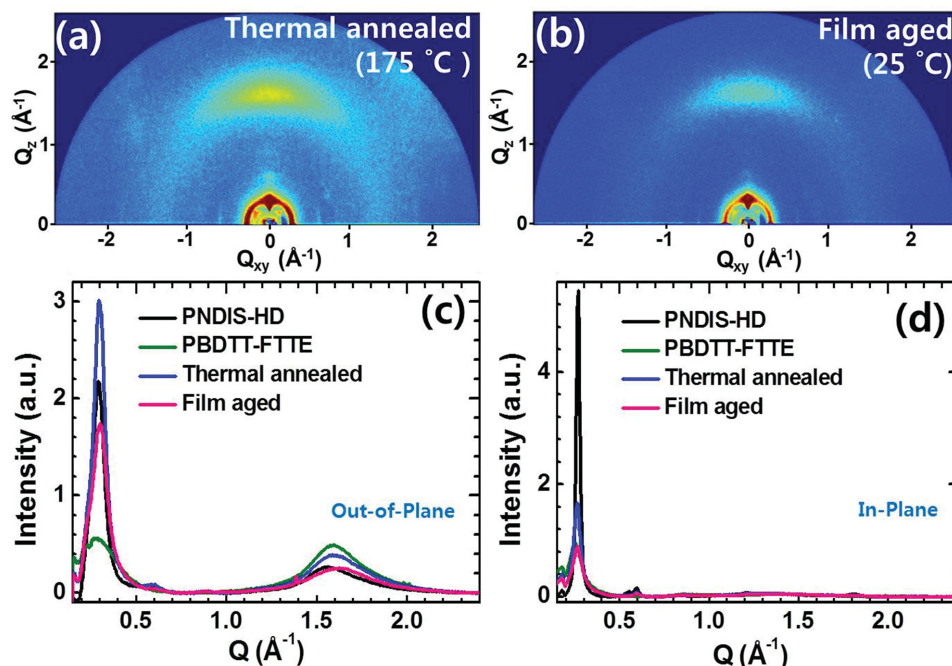 (a) Thermal annealed
(175 °C )
Qz (Å-1)
2
1
0
-2 -1 0 1 2
Qxy (Å-1)
(b) Film aged
(25 °C)
Qz (Å-1)
2
1
0
-2 -1 0 1 2
Qxy (Å-1)
(c)
PNDIS-HD
PBDTT-FTTE
Thermal annealed
Film aged
Out-of-Plane
Intensity (a.u.)
3
2
1
0
0.5 1.0 1.5 2.0
Q (Å-1)
(d)
PNDIS-HD
PBDTT-FTTE
Thermal annealed
Film aged
In-Plane
Intensity (a.u.)
4
2
0
0.5 1.0 1.5 2.0
Q (Å-1)